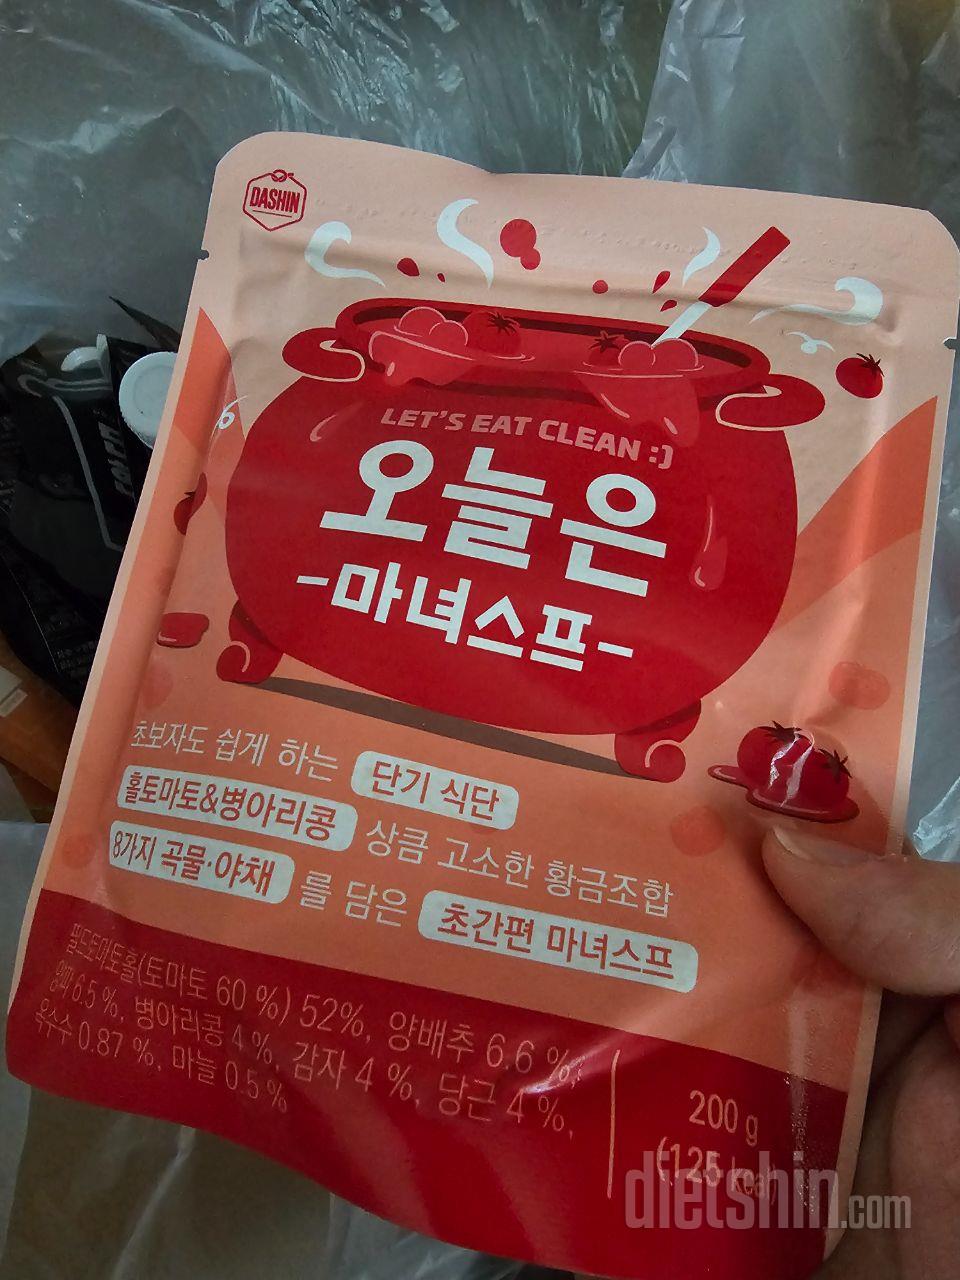 DASHIN
LET'S EAT CLEAN :)
오늘은
-마녀스프-
초보자도 쉽게 하는 단기 식단
홀토마토&병아리콩 상큼 고소한 황금조합
8가지 곡물·야채 를 담은 초간편 마녀스프
필드토마토홀(토마토 60 %) 52%, 양배추 6.6 %,
양파 6.5 %, 병아리콩 4 %, 감자 4 %, 당근 4 %,
옥수수 0.87 %, 마늘 0.5 %
200 g
(125 kcal)
dietshin.com